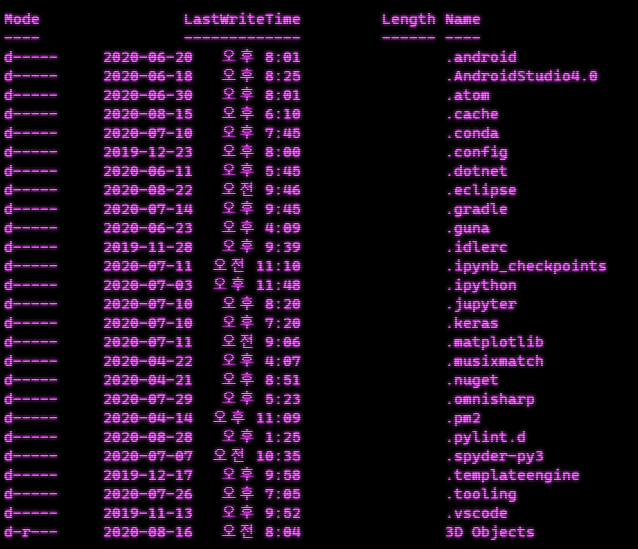 Mode LastWriteTime Length Name
---- ------------- ------ ----
d----- 2020-06-20 오후 8:01 .android
d----- 2020-06-18 오후 8:25 .AndroidStudio4.0
d----- 2020-06-30 오후 8:01 .atom
d----- 2020-08-15 오후 6:10 .cache
d----- 2020-07-10 오후 7:45 .conda
d----- 2019-12-23 오후 8:00 .config
d----- 2020-06-11 오후 5:45 .dotnet
d----- 2020-08-22 오전 9:46 .eclipse
d----- 2020-07-14 오후 9:45 .gradle
d----- 2020-06-23 오후 4:09 .guna
d----- 2019-11-28 오후 9:39 .idlerc
d----- 2020-07-11 오전 11:10 .ipynb_checkpoints
d----- 2020-07-03 오후 11:48 .ipython
d----- 2020-07-10 오후 8:20 .jupyter
d----- 2020-07-10 오후 7:20 .keras
d----- 2020-07-11 오전 9:06 .matplotlib
d----- 2020-04-22 오후 4:07 .musixmatch
d----- 2020-04-21 오후 8:51 .nuget
d----- 2020-07-29 오후 5:23 .omnisharp
d----- 2020-04-14 오후 11:09 .pm2
d----- 2020-08-28 오후 1:25 .pylint.d
d----- 2020-07-07 오전 10:35 .spyder-py3
d----- 2019-12-17 오후 9:58 .templateengine
d----- 2020-07-26 오후 7:05 .tooling
d----- 2019-11-13 오후 9:52 .vscode
d-r--- 2020-08-16 오전 8:04 3D Objects